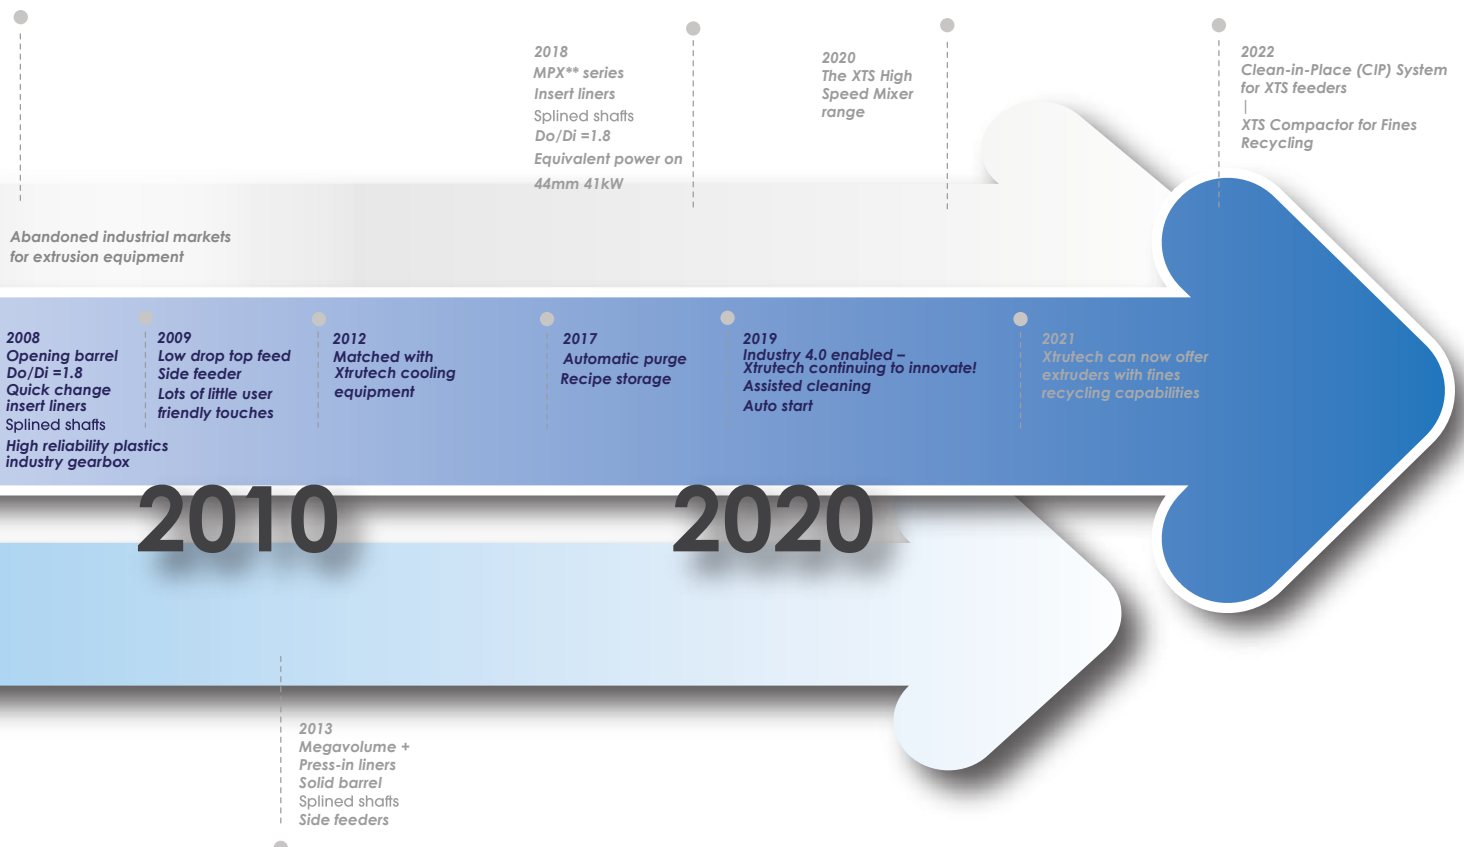 2018
MPX** series
Insert liners
Splined shafts
Do/Di =1.8
Equivalent power on
44mm 41kW
2020
The XTS High
Speed Mixer
range
2022
Clean-in-Place (CIP) System
for XTS feeders
|
XTS Compactor for Fines
Recycling
Abandoned industrial markets
for extrusion equipment
2008
Opening barrel
Do/Di =1.8
Quick change
insert liners
Splined shafts
High reliability plastics
industry gearbox
2009
Low drop top feed
Side feeder
Lots of little user
friendly touches
2012
Matched with
Xtrutech cooling
equipment
2017
Automatic purge
Recipe storage
2019
Industry 4.0 enabled –
Xtrutech continuing to innovate!
Assisted cleaning
Auto start
2021
Xtrutech can now offer
extruders with fines
recycling capabilities
2010
2020
2013
Megavolume +
Press-in liners
Solid barrel
Splined shafts
Side feeders